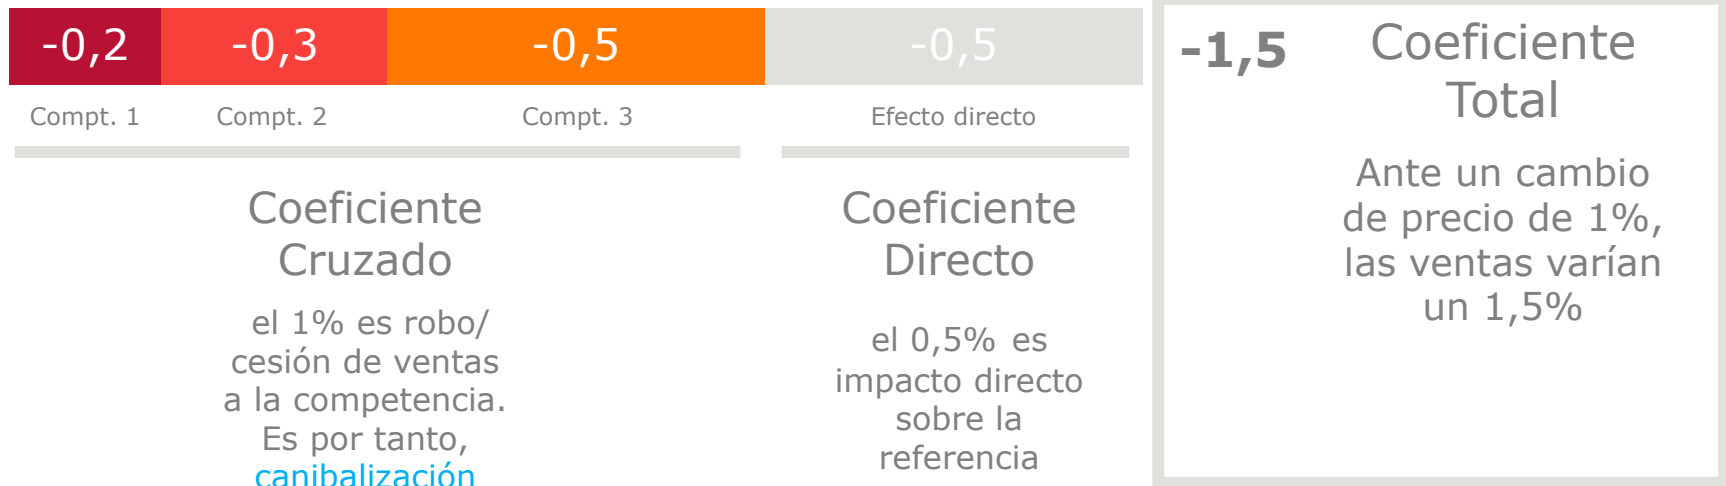 -0,2 -0,3 -0,5 -0,5
Compt. 1 Compt. 2 Compt. 3 Efecto directo
Coeficiente
Cruzado
el 1% es robo/
cesión de ventas
a la competencia.
Es por tanto,
canibalización
Coeficiente
Directo
el 0,5% es
impacto directo
sobre la
referencia
-1,5
Coeficiente
Total
Ante un cambio
de precio de 1%,
las ventas varían
un 1,5%